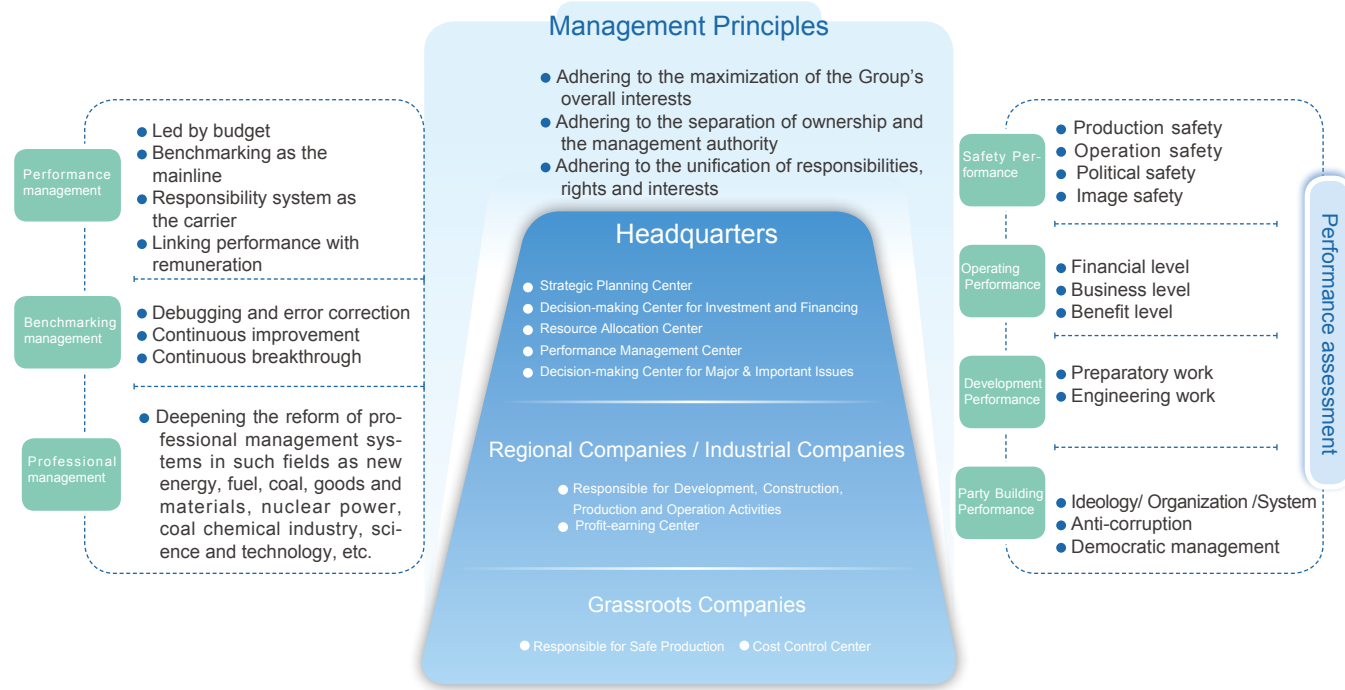 Management Principles
Adhering to the maximization of the Group's
overall interests
Adhering to the separation of ownership and
the management authority
Adhering to the unification of responsibilities,
rights and interests
Performance
management
Led by budget
Benchmarking as the
mainline
Responsibility system as
the carrier
Linking performance with
remuneration
Benchmarking
management
Debugging and error correction
Continuous improvement
Continuous breakthrough
Professional
management
Deepening the reform of pro-
fessional management sys-
tems in such fields as new
energy, fuel, coal, goods and
materials, nuclear power,
coal chemical industry, sci-
ence and technology, etc.
Headquarters
Strategic Planning Center
Decision-making Center for Investment and Financing
Resource Allocation Center
Performance Management Center
Decision-making Center for Major & Important Issues
Regional Companies / Industrial Companies
Responsible for Development, Construction,
Production and Operation Activities
Profit-earning Center
Grassroots Companies
Responsible for Safe Production
Cost Control Center
Safety Per-
formance
Production safety
Operation safety
Political safety
Image safety
Operating
Performance
Financial level
Business level
Benefit level
Development
Performance
Preparatory work
Engineering work
Party Building
Performance
Ideology/ Organization /System
Anti-corruption
Democratic management
Performance assessment